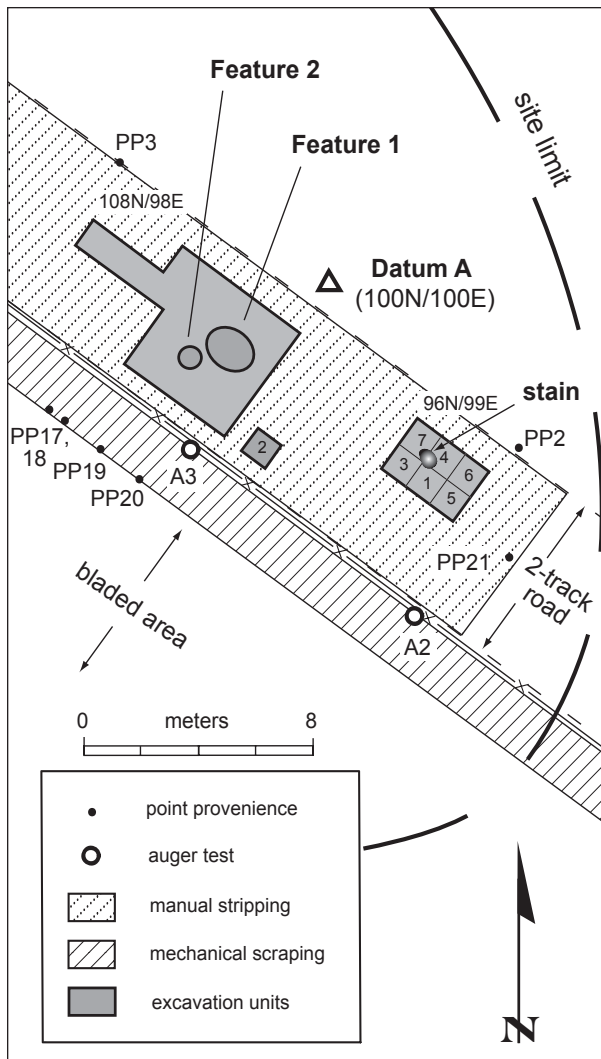 Feature 2
Feature 1
PP3
site limit
108N/98E
Datum A
(100N/100E)
96N/99E
stain
PP2
7
4
3
6
1
5
2
PP17,
18
PP19
A3
PP20
PP21
2-track
road
bladed area
A2
0 meters 8
point provenience
auger test
manual stripping
mechanical scraping
excavation units
N